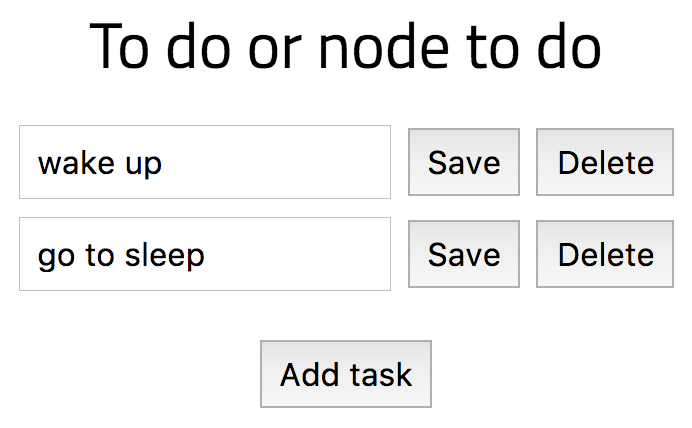 To do or node to do
wake up Save Delete
go to sleep Save Delete
Add task